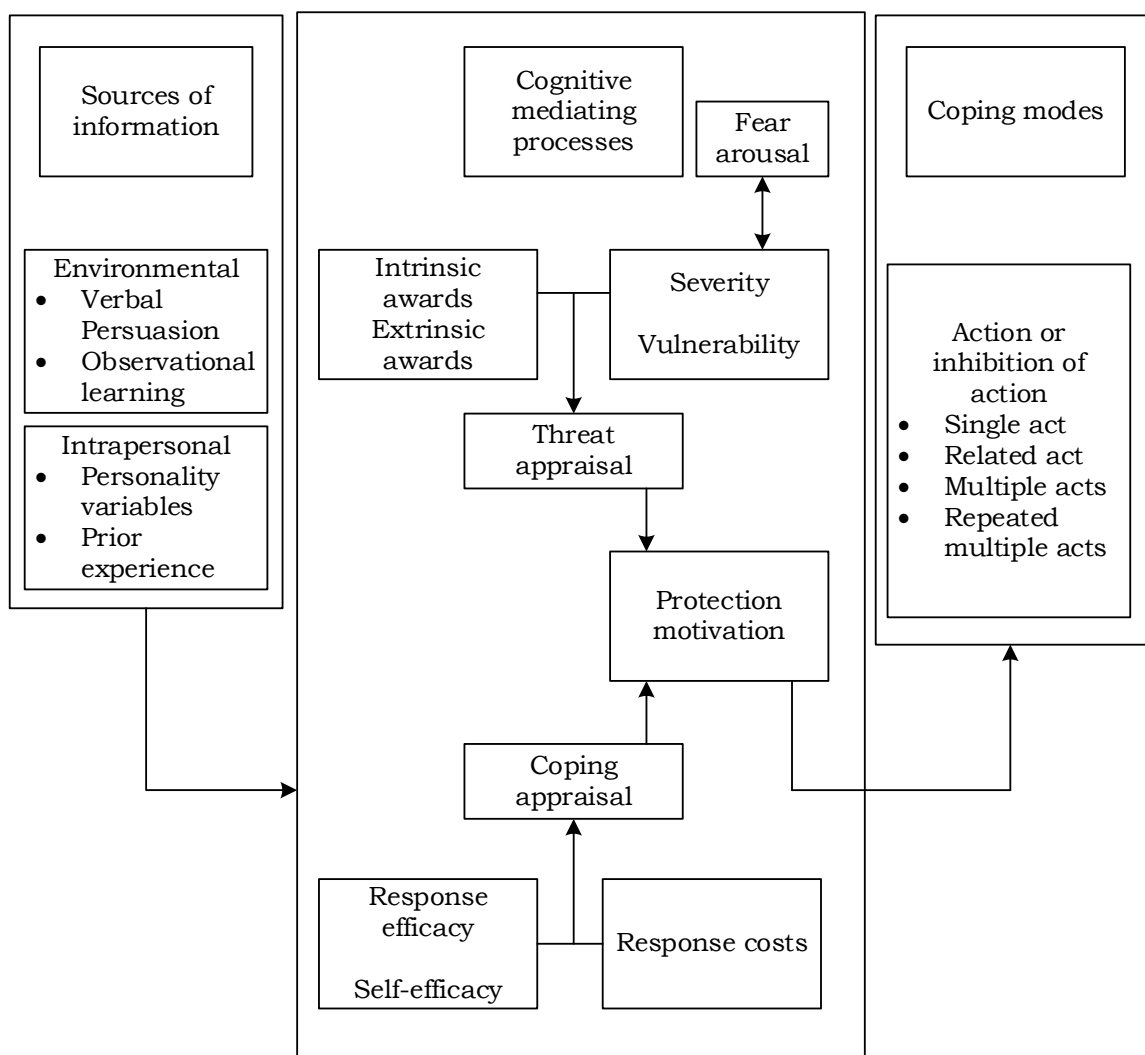 Sources of
information
Environmental
• Verbal
Persuasion
• Observational
learning
Intrapersonal
• Personality
variables
• Prior
experience
Cognitive
mediating
processes
Fear
arousal
Intrinsic
awards
Extrinsic
awards
Severity
Vulnerability
Threat
appraisal
Protection
motivation
Coping
appraisal
Response
efficacy
Self-efficacy
Response costs
Coping modes
Action or
inhibition of
action
• Single act
• Related act
• Multiple acts
• Repeated
multiple acts